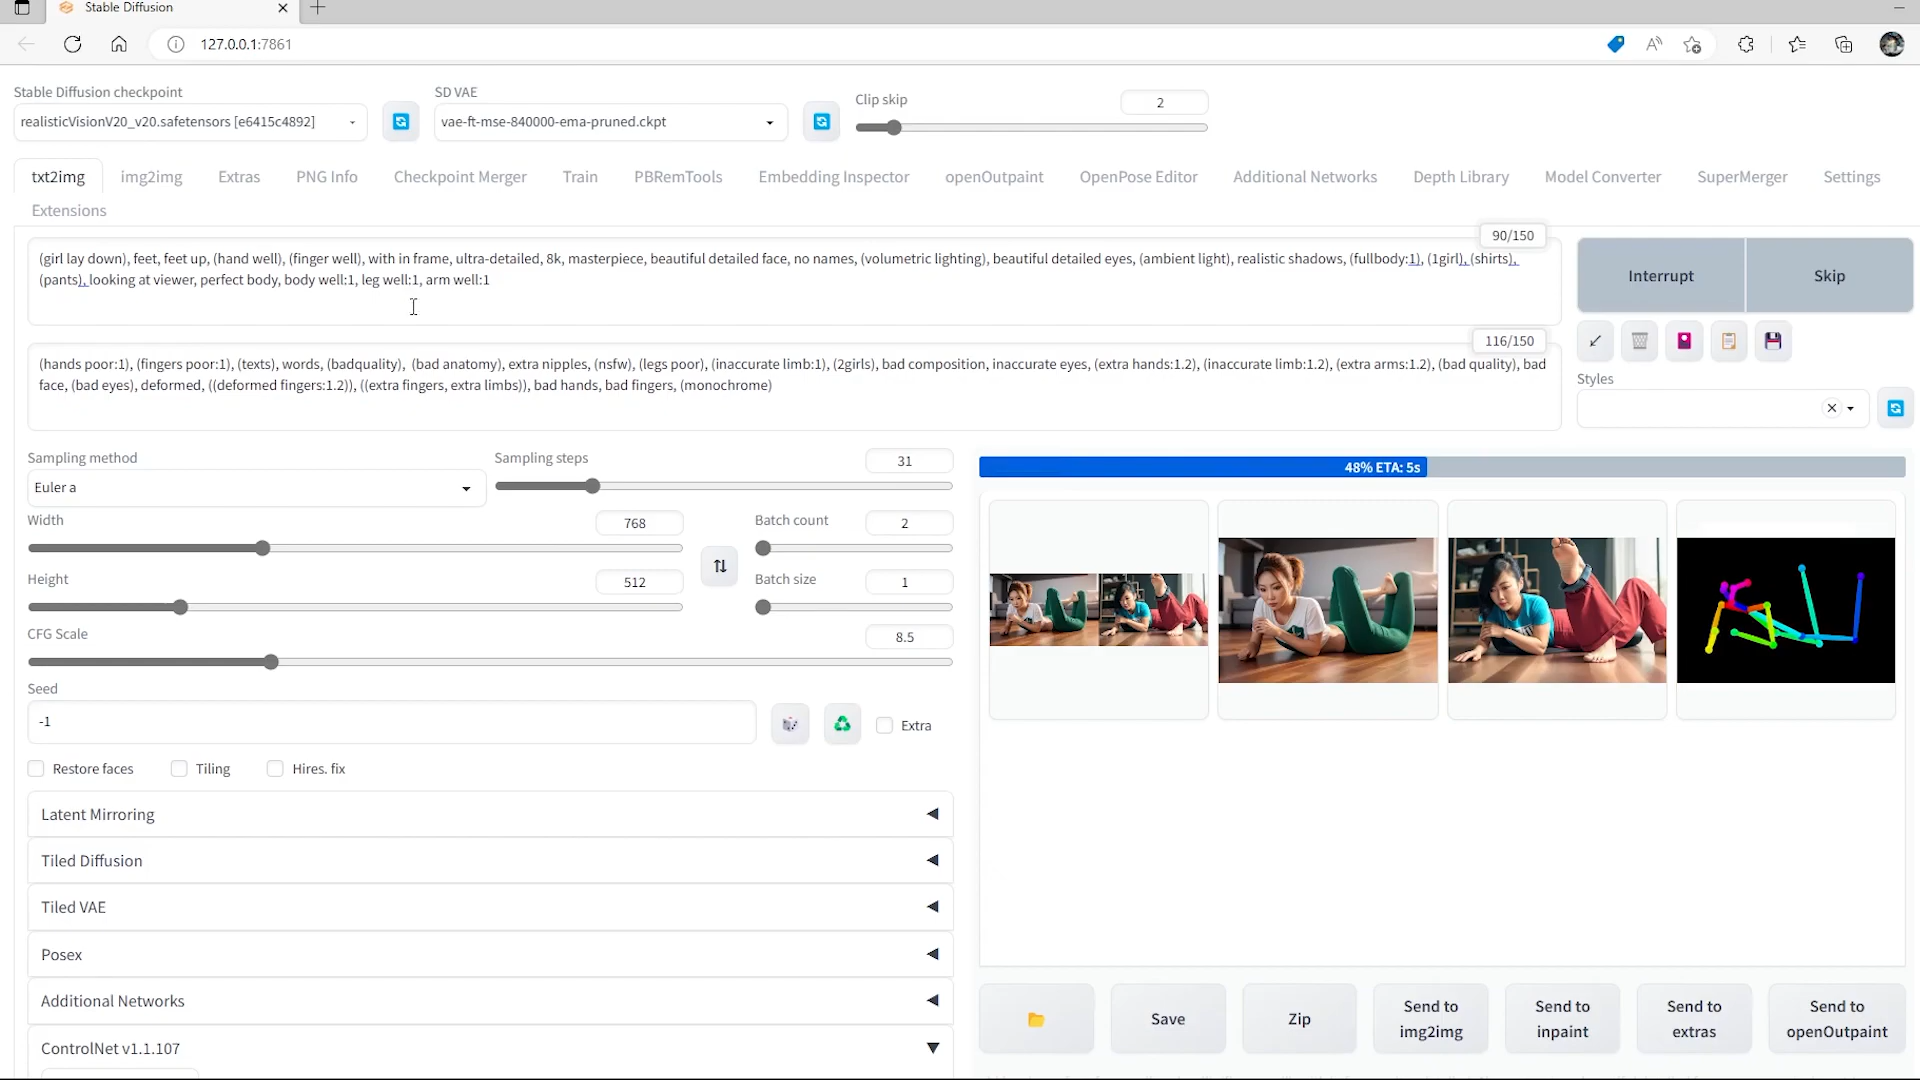 Stable Diffusion
127.0.0.1:7861
Stable Diffusion checkpoint
SD VAE
Clip skip
2
realisticVisionV20_v20.safetensors [e6415c4892]
vae-ft-mse-840000-ema-pruned.ckpt
txt2img
img2img
Extras
PNG Info
Checkpoint Merger
Train
PBRemTools
Embedding Inspector
openOutpaint
OpenPose Editor
Additional Networks
Depth Library
Model Converter
SuperMerger
Settings
Extensions
90/150
(girl lay down), feet, feet up, (hand well), (finger well), with in frame, ultra-detailed, 8k, masterpiece, beautiful detailed face, no names, (volumetric lighting), beautiful detailed eyes, (ambient light), realistic shadows, (fullbody:1), (1girl), (shirts),
(pants), looking at viewer, perfect body, body well:1, leg well:1, arm well:1
Interrupt
Skip
116/150
(hands poor:1), (fingers poor:1), (texts), words, (badquality), (bad anatomy), extra nipples, (nsfw), (legs poor), (inaccurate limb:1), (2girls), bad composition, inaccurate eyes, (extra hands:1.2), (inaccurate limb:1.2), (extra arms:1.2), (bad quality), bad
face, (bad eyes), deformed, ((deformed fingers:1.2)), ((extra fingers, extra limbs)), bad hands, bad fingers, (monochrome)
Styles
Sampling method
Euler a
Sampling steps
31
48% ETA: 5s
Width
768
Batch count
2
Height
512
Batch size
1
CFG Scale
8.5
Seed
-1
Extra
Restore faces
Tiling
Hires. fix
Latent Mirroring
Tiled Diffusion
Tiled VAE
Posex
Additional Networks
ControlNet v1.1.107
Save
Zip
Send to
img2img
Send to
inpaint
Send to
extras
Send to
openOutpaint